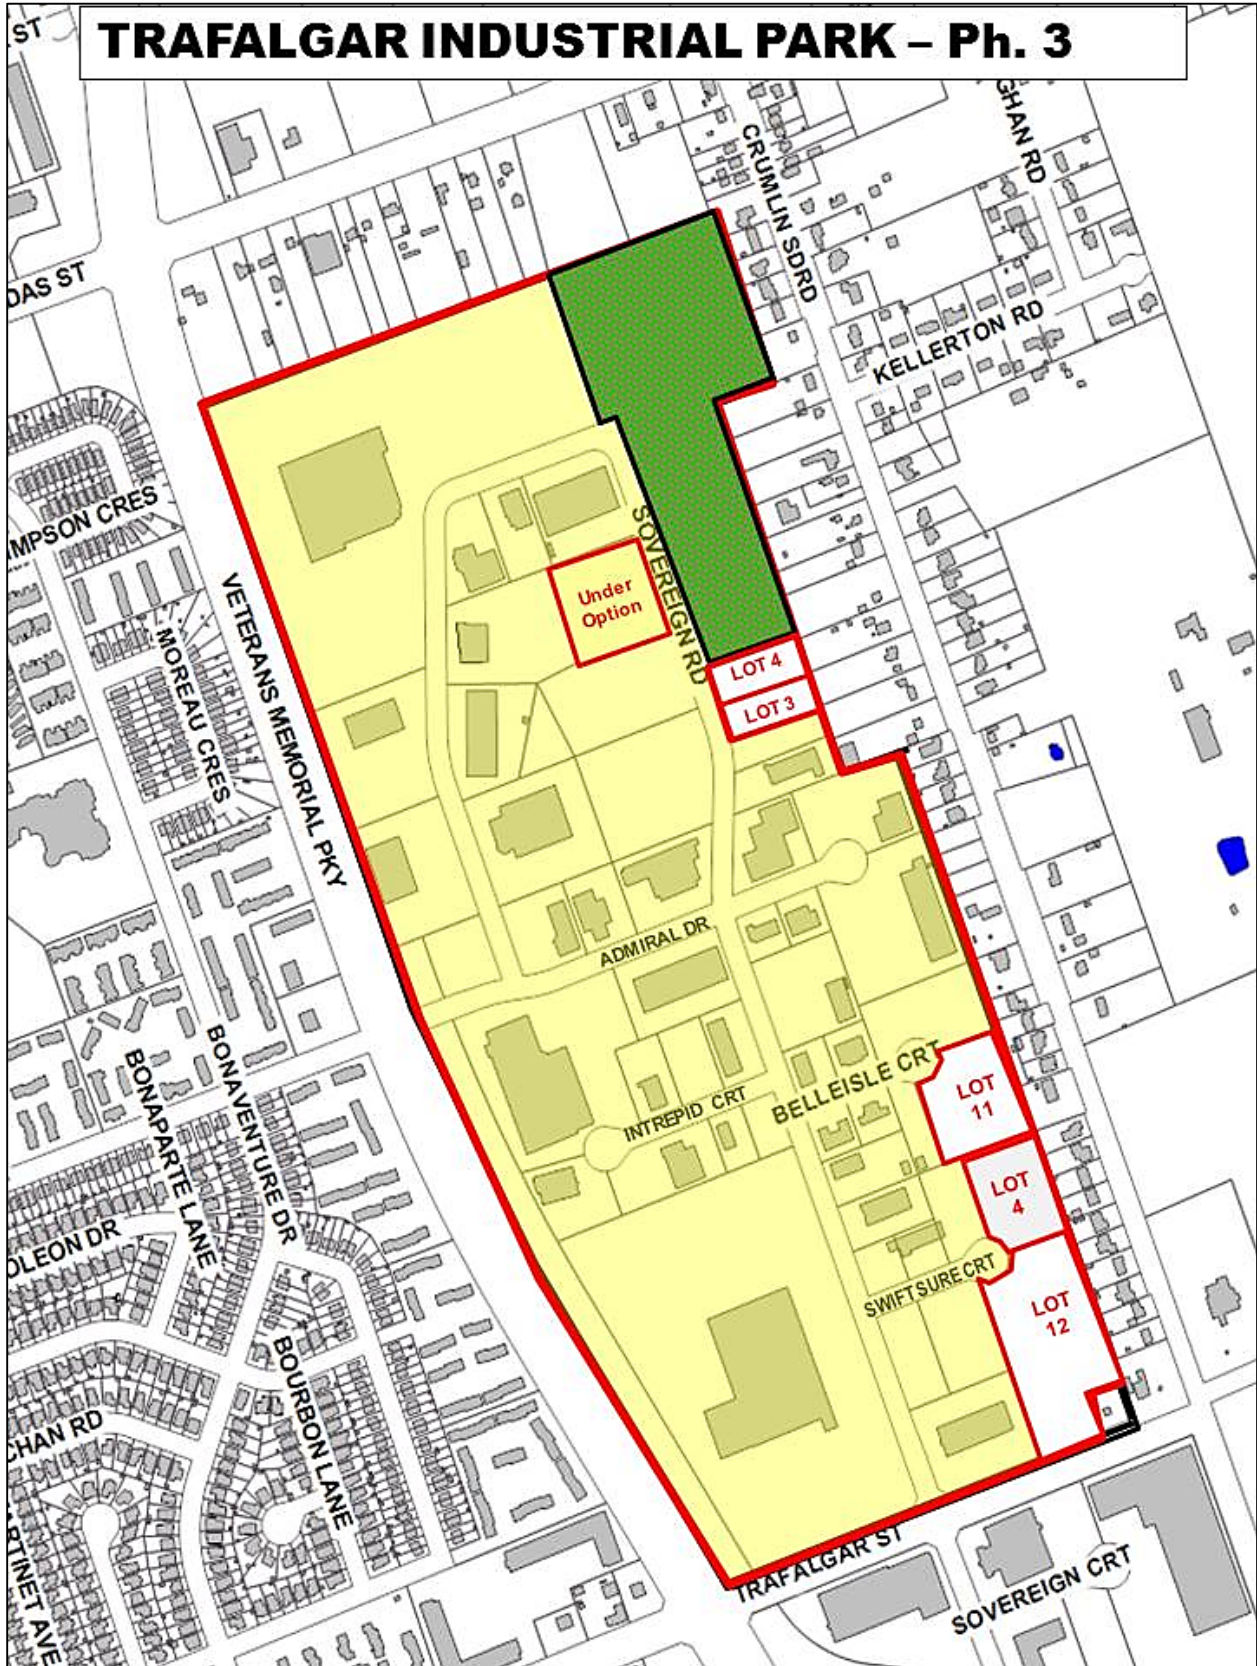 TRAFALGAR INDUSTRIAL PARK – Ph. 3
ST
GHAN RD
CRUMLIN SDRD
DAS ST
KELLERTON RD
IMPSON CRES
SOVEREIGN RD
VETERANS MEMORIAL PKY
Under
Option
MOREAU CRES
LOT 4
LOT 3
ADMIRAL DR
BONAVENTURE DR
BONAPARTE LANE
BELLEISLE CRT
LOT
11
INTREPID CRT
LOT
4
OLEON DR
SWIFTSURE CRT
LOT
12
BOURBON LANE
CHAN RD
ARTINET AVE
TRAFALGAR ST
SOVEREIGN CRT